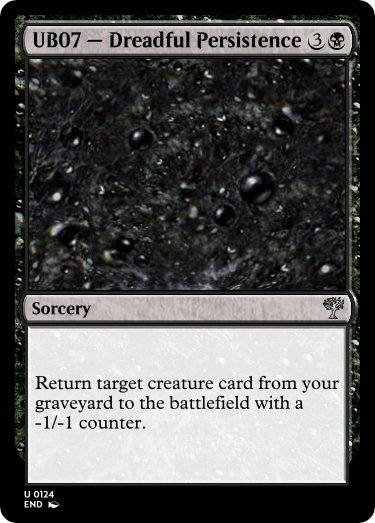 UB07 — Dreadful Persistence 3
Sorcery
Return target creature card from your
graveyard to the battlefield with a
-1/-1 counter.
U 0124
END